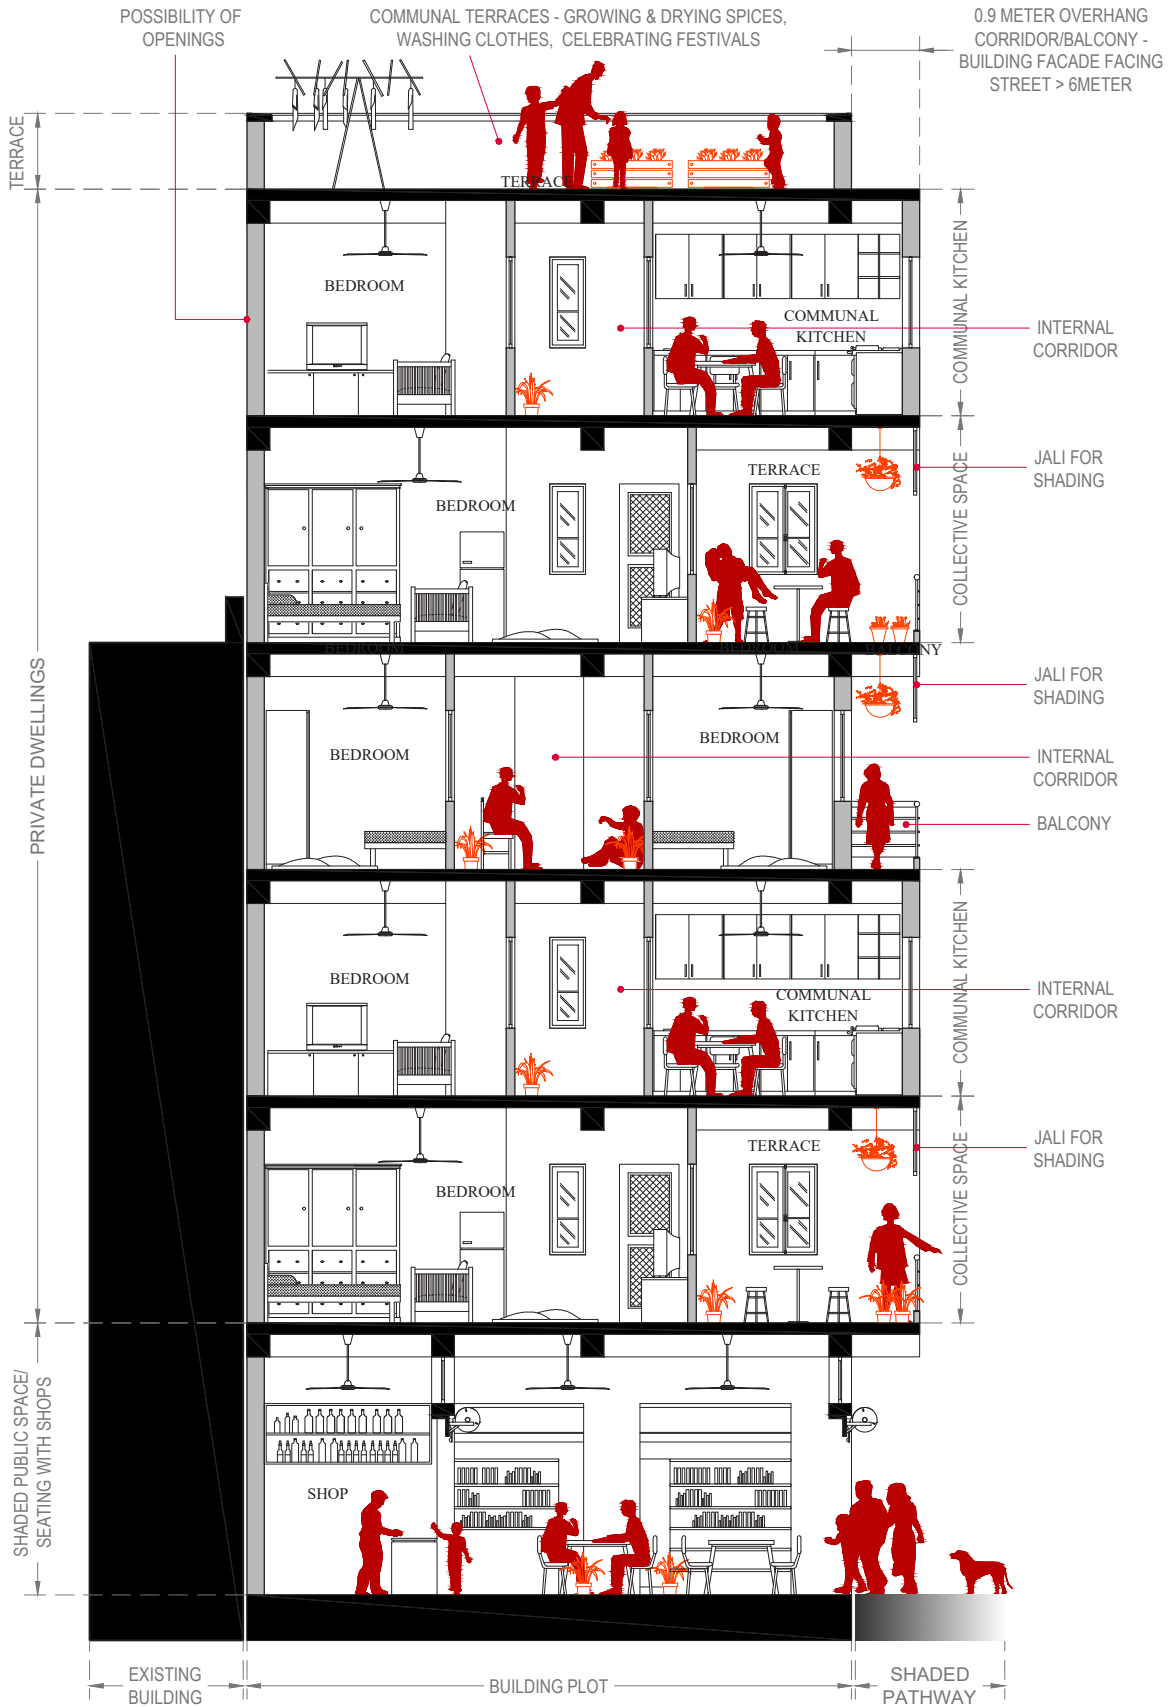 POSSIBILITY OF
OPENINGS
COMMUNAL TERRACES - GROWING & DRYING SPICES,
WASHING CLOTHES, CELEBRATING FESTIVALS
0.9 METER OVERHANG
CORRIDOR/BALCONY -
BUILDING FACADE FACING
STREET > 6METER
TERRACE
TERRACE
BEDROOM
COMMUNAL
KITCHEN
COMMUNAL KITCHEN
INTERNAL
CORRIDOR
BEDROOM
TERRACE
COLLECTIVE SPACE
JALI FOR
SHADING
BEDROOM
BEDROOM
BALCONY
PRIVATE DWELLINGS
BEDROOM
BEDROOM
JALI FOR
SHADING
INTERNAL
CORRIDOR
BALCONY
BEDROOM
COMMUNAL
KITCHEN
COMMUNAL KITCHEN
INTERNAL
CORRIDOR
BEDROOM
TERRACE
COLLECTIVE SPACE
JALI FOR
SHADING
SHADED PUBLIC SPACE/
SEATING WITH SHOPS
SHOP
EXISTING
BUILDING
BUILDING PLOT
SHADED
PATHWAY